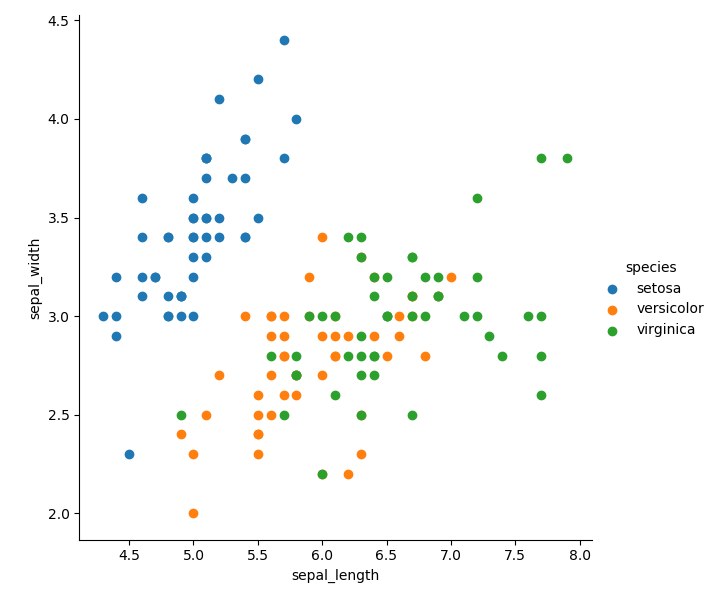 4.5
4.0
3.5
3.0
2.5
2.0
sepal_width
4.5 5.0 5.5 6.0 6.5 7.0 7.5 8.0
sepal_length
species
setosa
versicolor
virginica